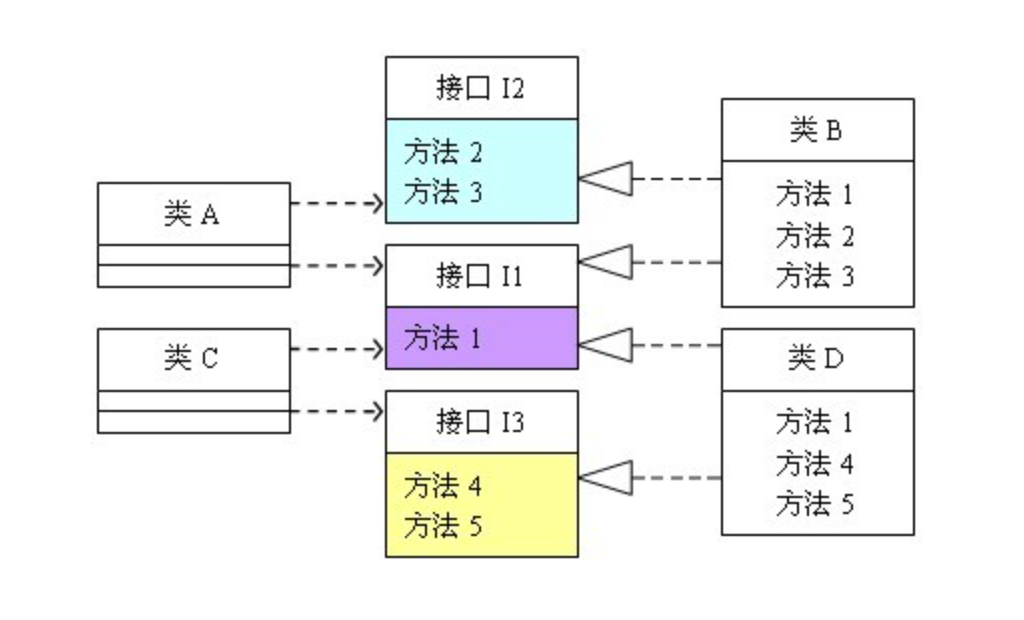 接口 I2
方法 2
方法 3
类 A
接口 I1
方法 1
类 C
接口 I3
方法 4
方法 5
类 B
方法 1
方法 2
方法 3
类 D
方法 1
方法 4
方法 5